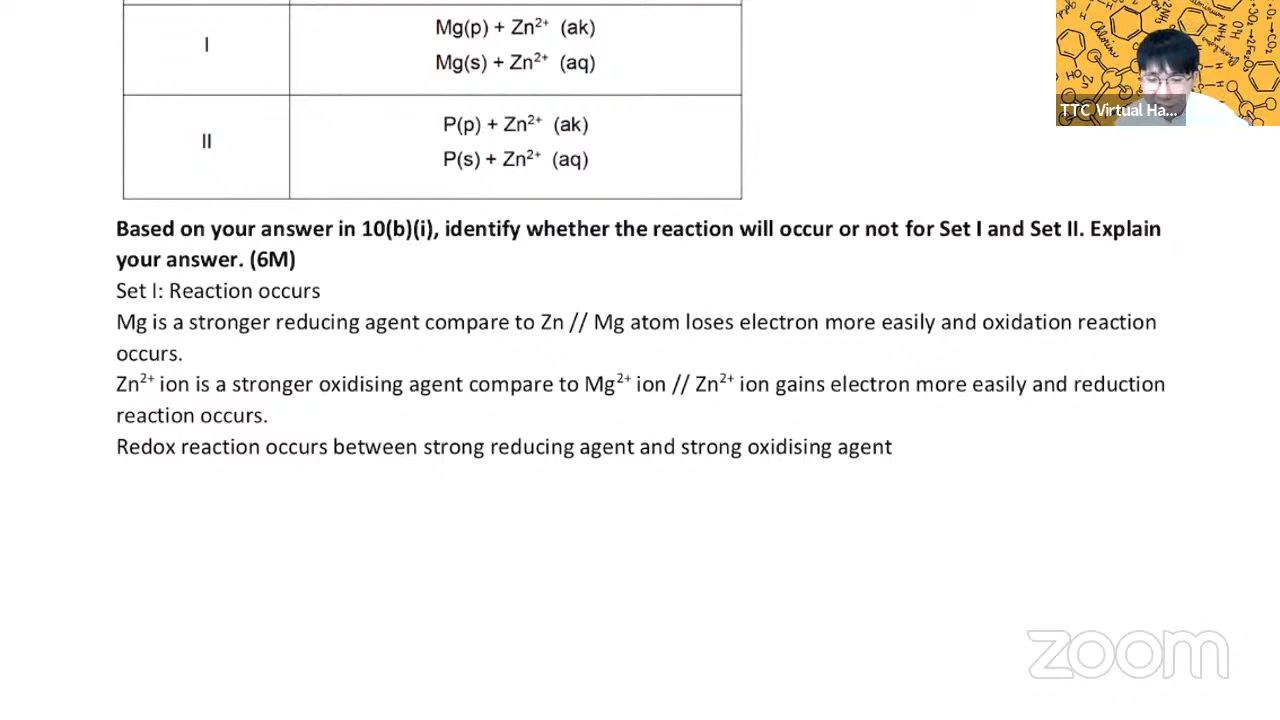 I
Mg(p) + Zn²⁺ (ak)
Mg(s) + Zn²⁺ (aq)
II
P(p) + Zn²⁺ (ak)
P(s) + Zn²⁺ (aq)
Based on your answer in 10(b)(i), identify whether the reaction will occur or not for Set I and Set II. Explain
your answer. (6M)
Set I: Reaction occurs
Mg is a stronger reducing agent compare to Zn // Mg atom loses electron more easily and oxidation reaction
occurs.
Zn²⁺ ion is a stronger oxidising agent compare to Mg²⁺ ion // Zn²⁺ ion gains electron more easily and reduction
reaction occurs.
Redox reaction occurs between strong reducing agent and strong oxidising agent
TTC Virtual Ha...
Chlorine
HO
Zn
zoom